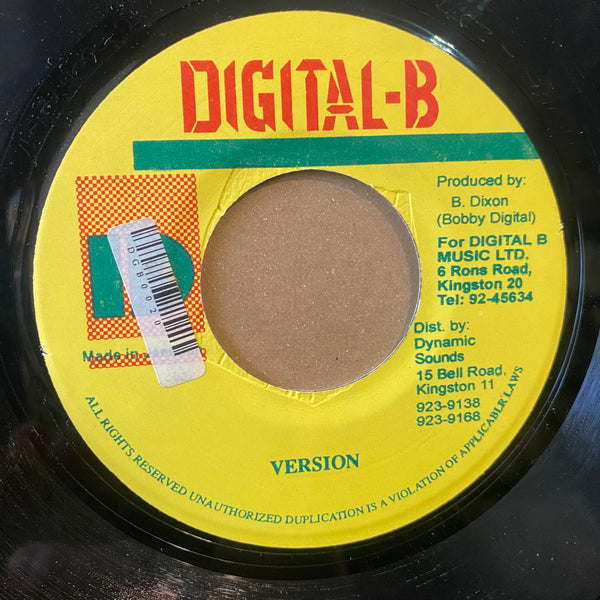 DIGITAL-B
Produced by:
B. Dixon
(Bobby Digital)
For DIGITAL B
MUSIC LTD.
6 Rons Road,
Kingston 20
Tel: 92-45634
Dist. by:
Dynamic
Sounds
15 Bell Road,
Kingston 11
923-9138
923-9168
D
DGB0020
Made in
VERSION
ALL RIGHTS RESERVED UNAUTHORIZED DUPLICATION IS A VIOLATION OF APPLICABLR LAWS